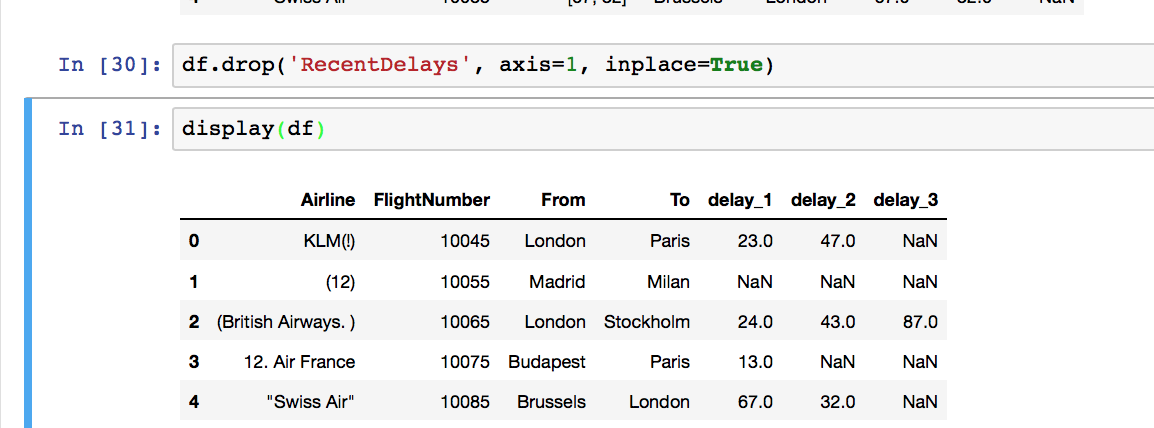 In [30]: df.drop('RecentDelays', axis=1, inplace=True)
In [31]: display(df)
Airline FlightNumber From To delay_1 delay_2 delay_3
0 KLM(!) 10045 London Paris 23.0 47.0 NaN
1 (12) 10055 Madrid Milan NaN NaN NaN
2 (British Airways. ) 10065 London Stockholm 24.0 43.0 87.0
3 12. Air France 10075 Budapest Paris 13.0 NaN NaN
4 "Swiss Air" 10085 Brussels London 67.0 32.0 NaN